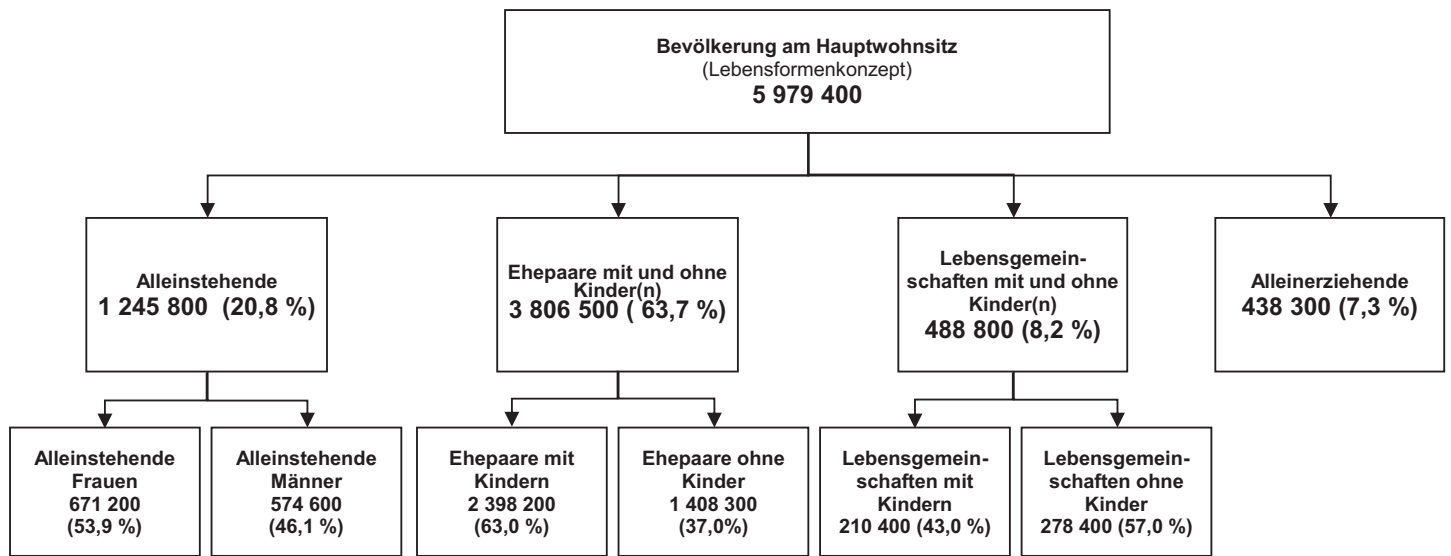 Bevölkerung am Hauptwohnsitz
(Lebensformenkonzept)
5 979 400
Alleinstehende
1 245 800 (20,8 %)
Ehepaare mit und ohne
Kinder(n)
3 806 500 ( 63,7 %)
Lebensgemein-
schaften mit und ohne
Kinder(n)
488 800 (8,2 %)
Alleinerziehende
438 300 (7,3 %)
Alleinstehende
Frauen
671 200
(53,9 %)
Alleinstehende
Männer
574 600
(46,1 %)
Ehepaare mit
Kindern
2 398 200
(63,0 %)
Ehepaare ohne
Kinder
1 408 300
(37,0%)
Lebensgemein-
schaften mit
Kindern
210 400 (43,0 %)
Lebensgemein-
schaften ohne
Kinder
278 400 (57,0 %)